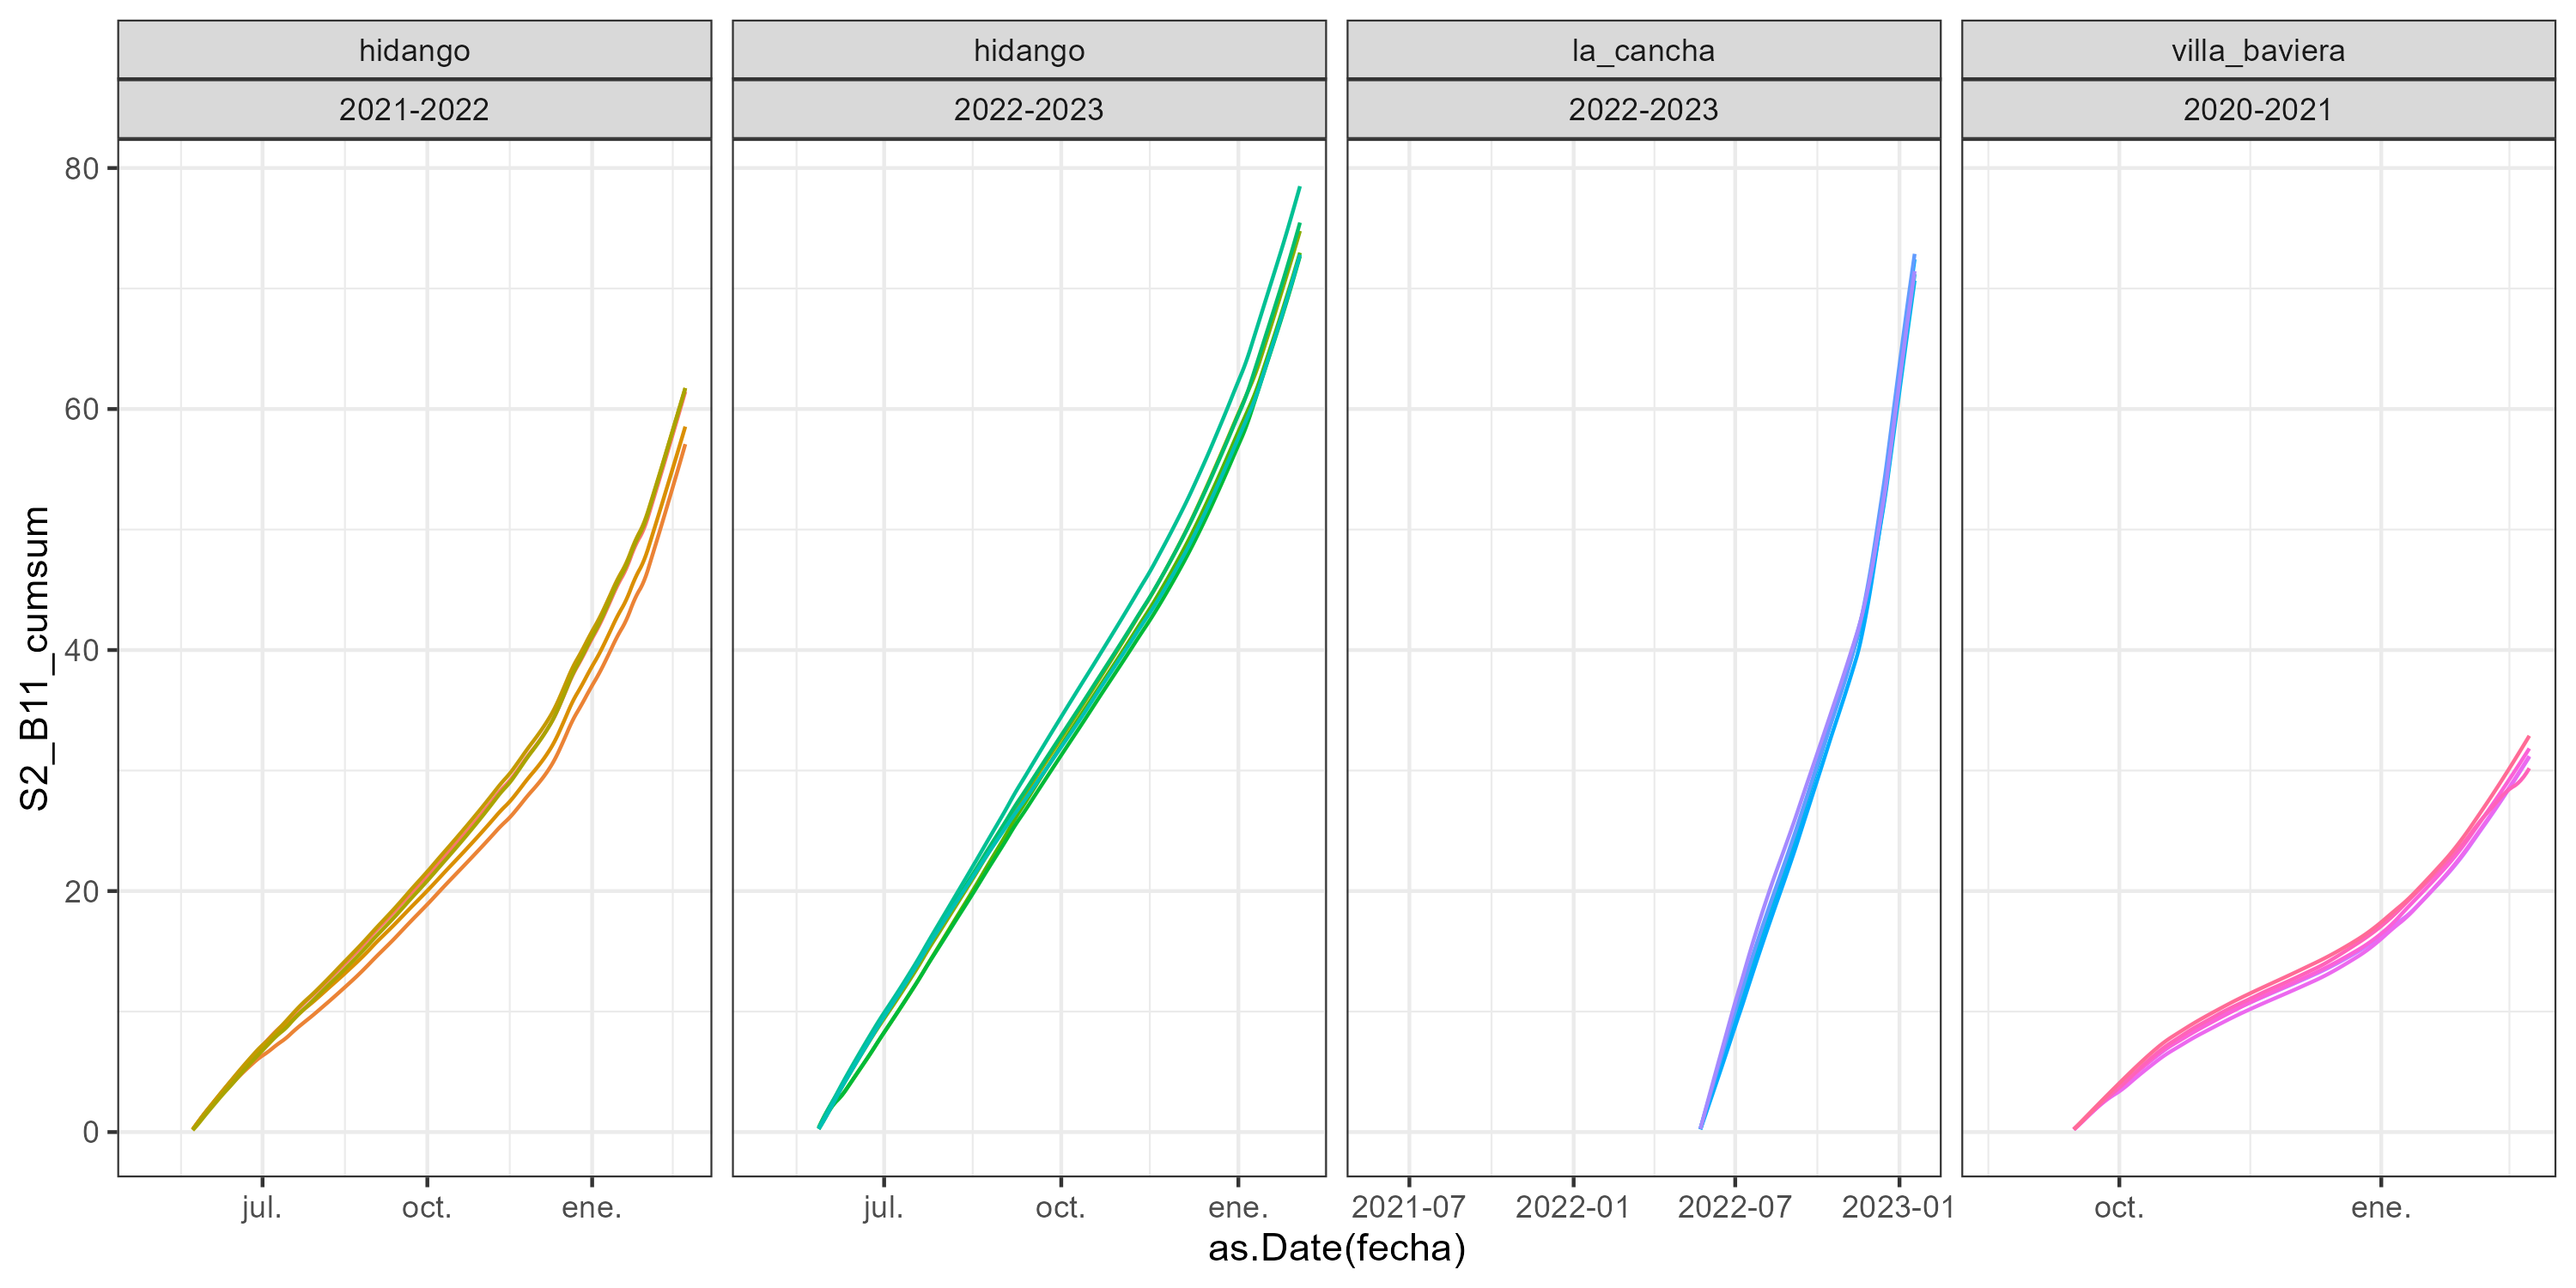 hidango hidango la_cancha villa_baviera
2021-2022 2022-2023 2022-2023 2020-2021
80
60
40
20
0
S2_B11_cumsum
jul. oct. ene. jul. oct. ene. 2021-07 2022-01 2022-07 2023-01 oct. ene.
as.Date(fecha)